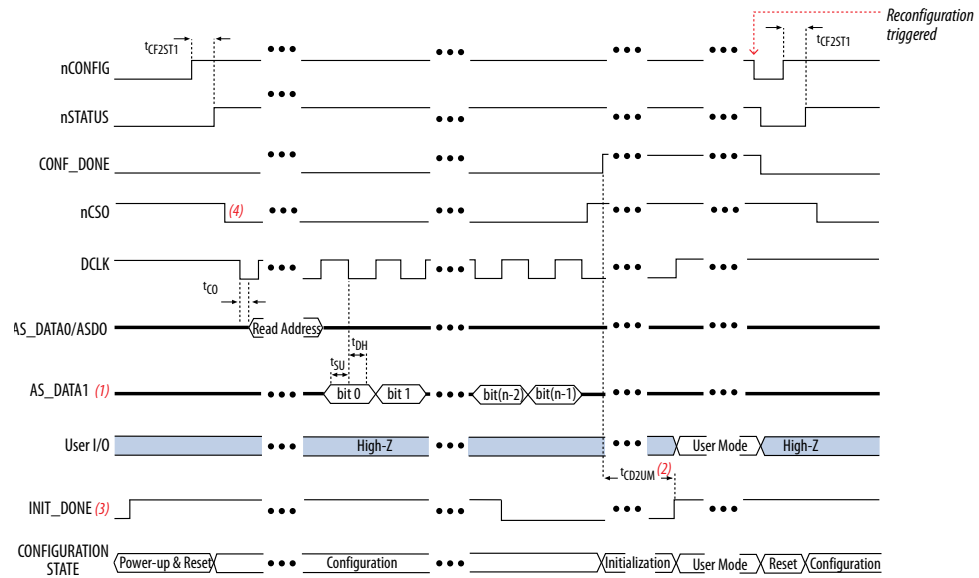 Reconfiguration
triggered
tCF2ST1
tCF2ST1
nCONFIG
nSTATUS
CONF_DONE
nCSO (4)
DCLK
tCO
AS_DATA0/ASDO Read Address
tSU
tDH
AS_DATA1 (1) bit 0 bit 1 bit(n-2) bit(n-1)
User I/O High-Z User Mode High-Z
tCD2UM (2)
INIT_DONE (3)
CONFIGURATION
STATE
Power-up & Reset Configuration Initialization User Mode Reset Configuration